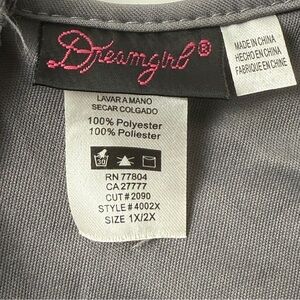 Dreamgirl®
MADE IN CHINA
HECHO EN CHINA
FABRIQUE EN CHINE
LAVAR A MANO
SECAR COLGADO
100% Polyester
100% Poliester
30
RN 77804
CA 27777
CUT # 2090
STYLE # 4002X
SIZE 1X/2X